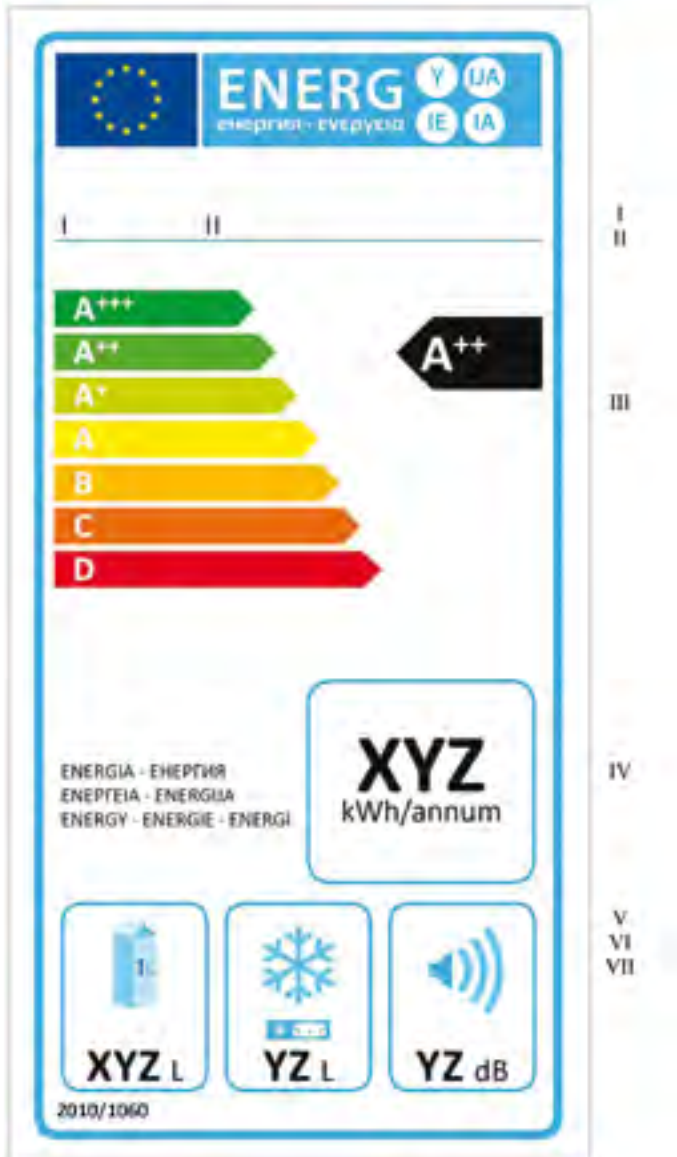 ENERG Y IJA
енергия · ενεργεια IE IA
I II
I
II
A+++
A++
A++
A+
III
A
B
C
D
XYZ
kWh/annum
IV
ENERGIA · ЕНЕРГИЯ
ΕΝΕΡΓΕΙΑ · ENERGIJA
ENERGY · ENERGIE · ENERGI
V
VI
VII
XYZ L
YZ L
YZ dB
2010/1060